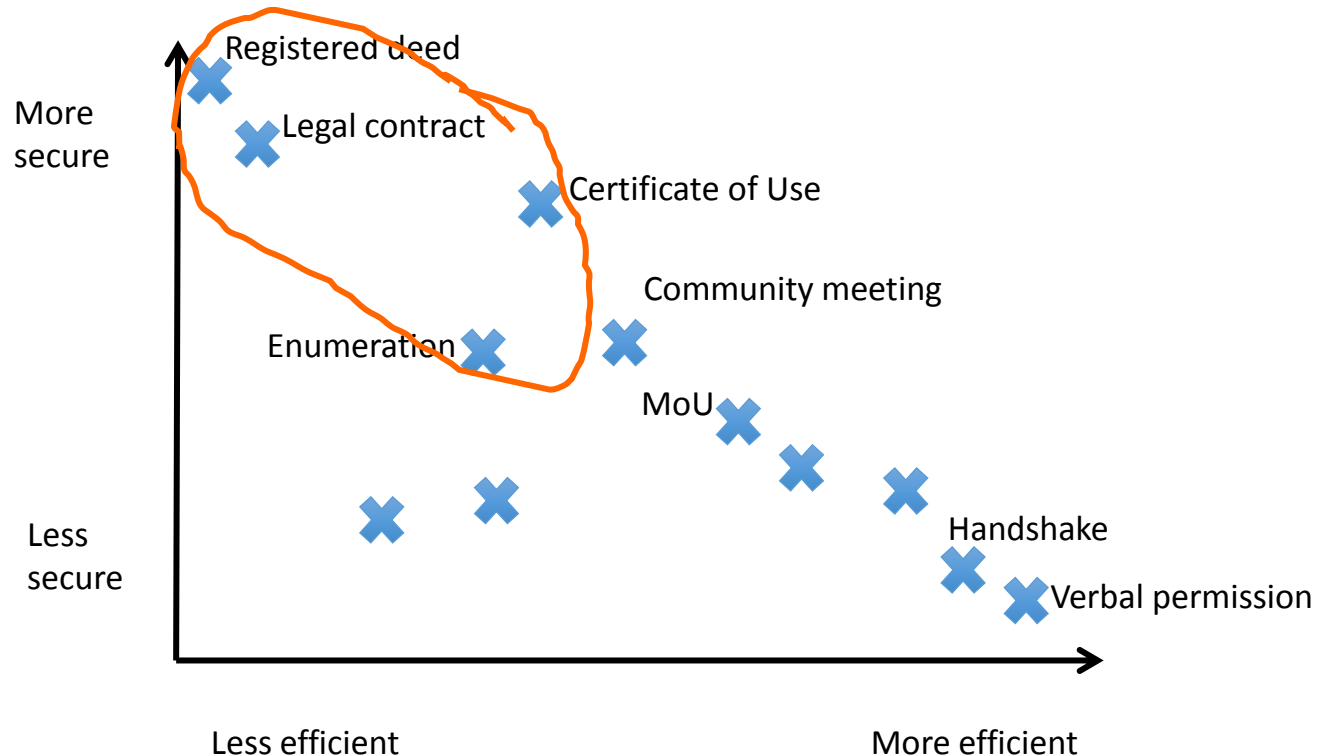 Registered deed
More
secure
Legal contract
Certificate of Use
Community meeting
Enumeration
MoU
Less
secure
Handshake
Verbal permission
Less efficient
More efficient